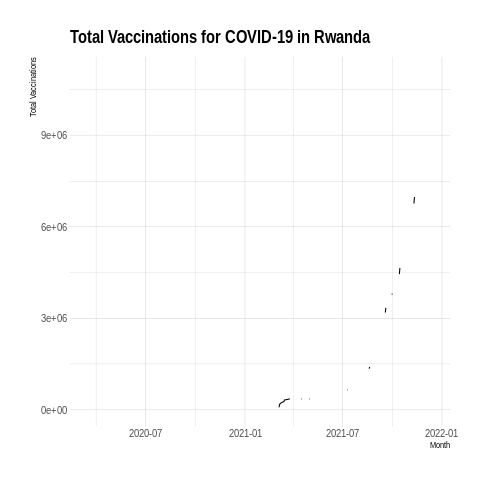 Total Vaccinations for COVID-19 in Rwanda
Total Vaccinations
9e+06
6e+06
3e+06
0e+00
2020-07 2021-01 2021-07 2022-01
Month